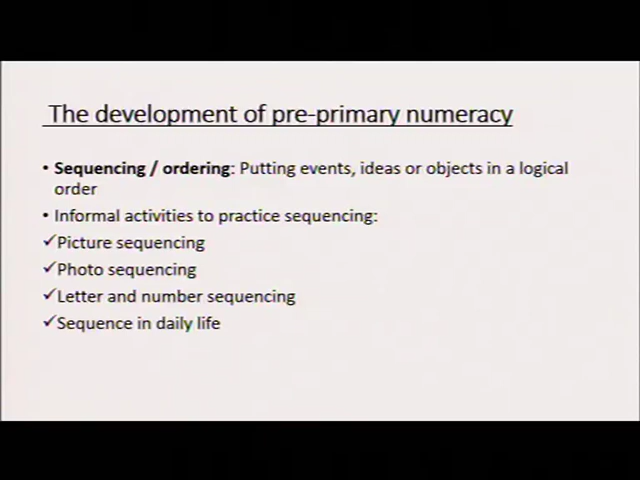 The development of pre-primary numeracy
• Sequencing / ordering: Putting events, ideas or objects in a logical
order
• Informal activities to practice sequencing:
✓Picture sequencing
✓Photo sequencing
✓Letter and number sequencing
✓Sequence in daily life